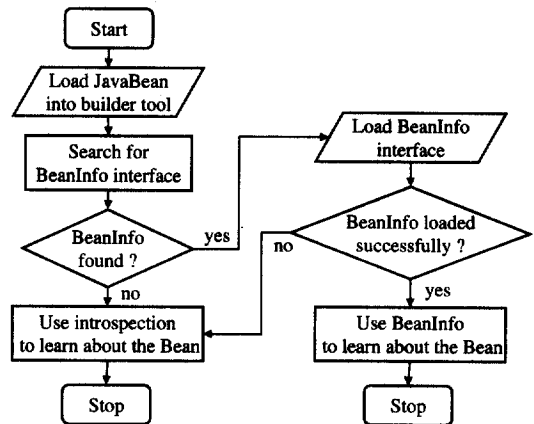 Start
Load JavaBean
into builder tool
Search for
BeanInfo interface
BeanInfo
found ?
yes
no
Use introspection
to learn about the Bean
Stop
Load BeanInfo
interface
BeanInfo loaded
successfully ?
no
yes
Use BeanInfo
to learn about the Bean
Stop